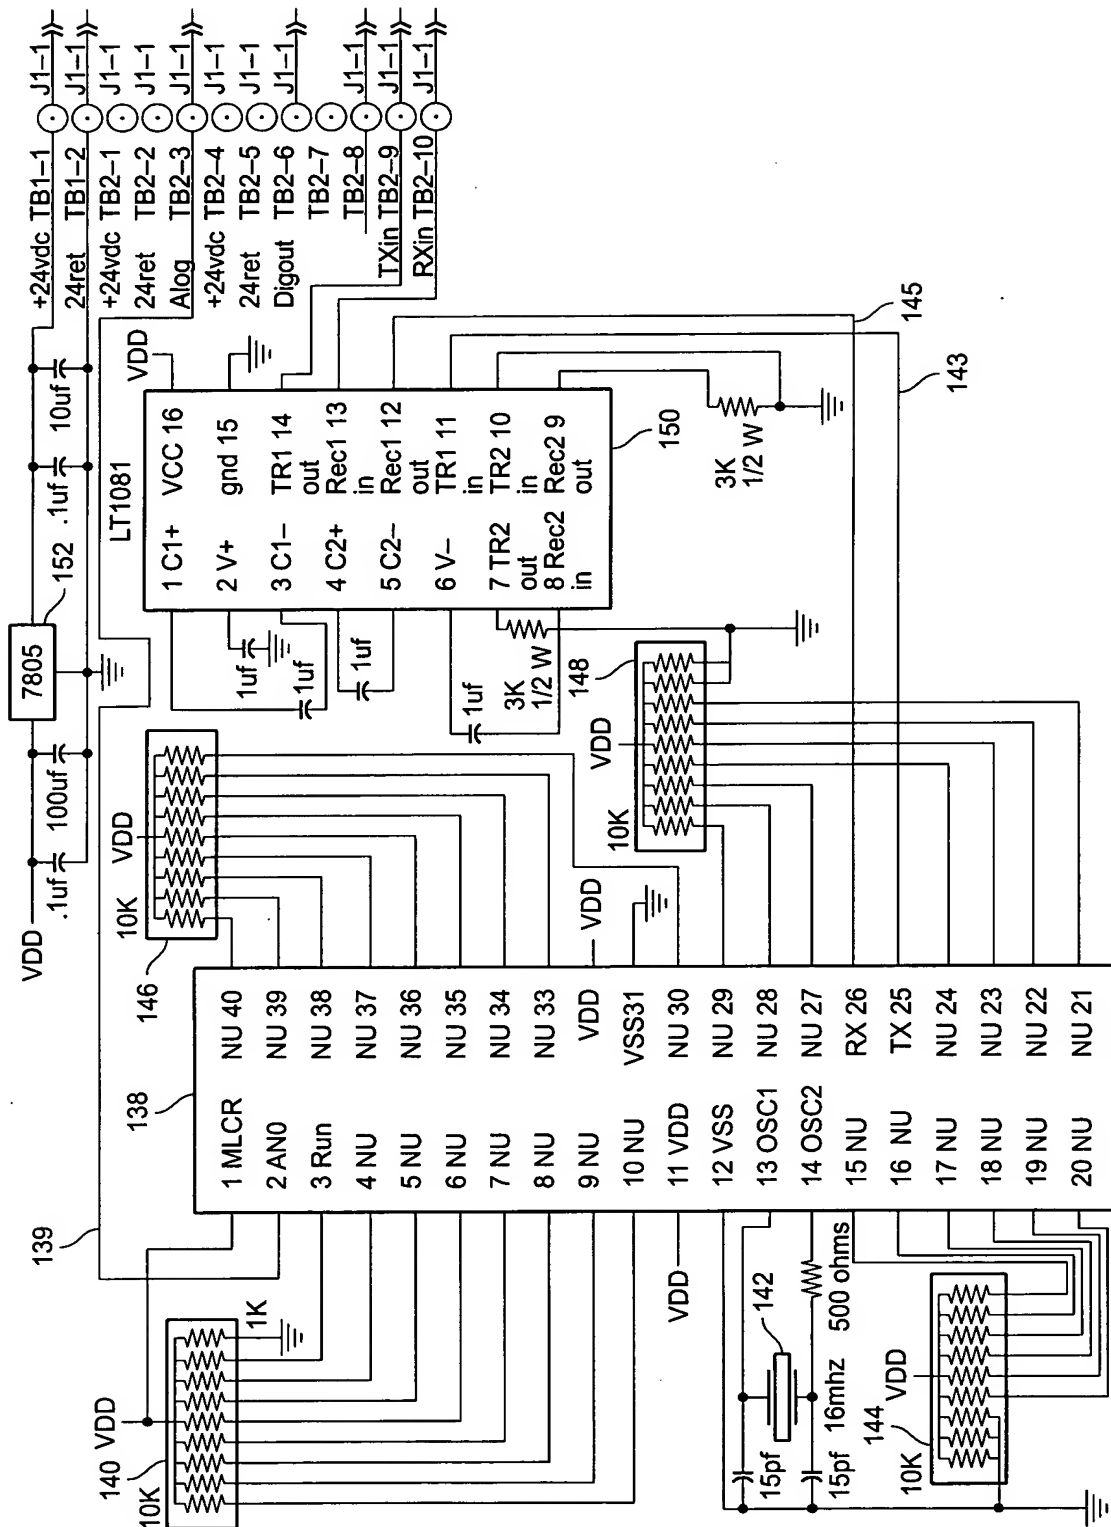 +24vdc TB1–1 J1–1
24ret TB1–2 J1–1
+24vdc TB2–1 J1–1
24ret TB2–2 J1–1
Alog TB2–3 J1–1
+24vdc TB2–4 J1–1
24ret TB2–5 J1–1
Digout TB2–6 J1–1
TB2–7
TB2–8 J1–1
TXin TB2–9 J1–1
RXin TB2–10 J1–1
VDD
.1uf
100uf
7805
152
.1uf
10uf
LT1081
VDD
1 C1+ VCC 16
2 V+ gnd 15
3 C1– TR1 14
out
4 C2+ Rec1 13
in
5 C2– Rec1 12
out
6 V– TR1 11
in
7 TR2 TR2 10
out in
8 Rec2 Rec2 9
in out
150
1uf
1uf
1uf
1uf
3K
1/2 W
3K
1/2 W
145
143
148
VDD
10K
146
10K
VDD
139
138
1 MLCR NU 40
2 AN0 NU 39
3 Run NU 38
4 NU NU 37
5 NU NU 36
6 NU NU 35
7 NU NU 34
8 NU NU 33
9 NU VDD
10 NU VSS31
11 VDD NU 30
12 VSS NU 29
13 OSC1 NU 28
14 OSC2 NU 27
15 NU RX 26
16 NU TX 25
17 NU NU 24
18 NU NU 23
19 NU NU 22
20 NU NU 21
VDD
VDD
140
10K
VDD
1K
142
15pf
15pf
16mhz
500 ohms
144
10K
VDD